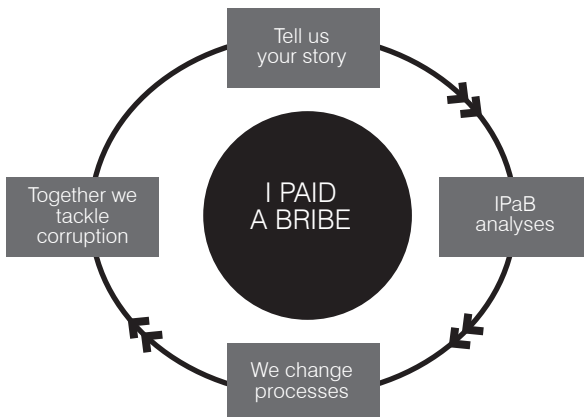 Tell us
your story
I PAID
A BRIBE
IPaB
analyses
We change
processes
Together we
tackle
corruption